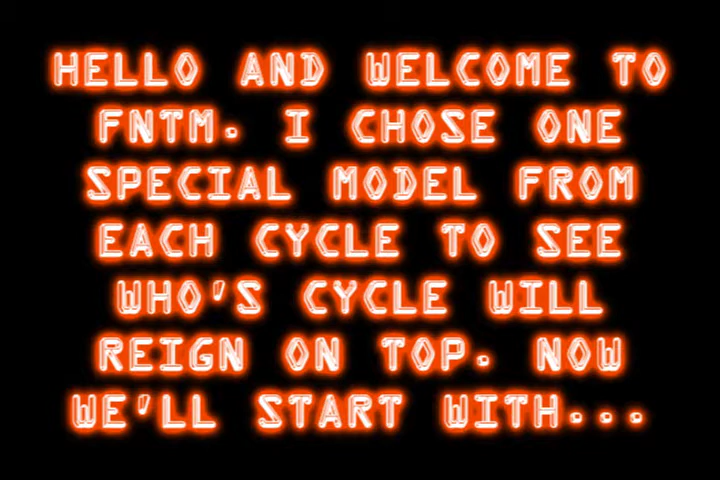 HELLO AND WELCOME TO
FNTM. I CHOSE ONE
SPECIAL MODEL FROM
EACH CYCLE TO SEE
WHO'S CYCLE WILL
REIGN ON TOP. NOW
WE'LL START WITH...